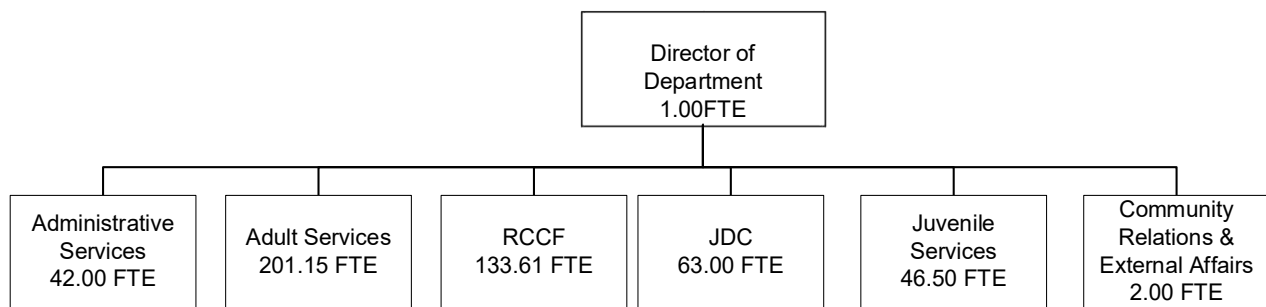 Director of
Department
1.00FTE
Administrative
Services
42.00 FTE
Adult Services
201.15 FTE
RCCF
133.61 FTE
JDC
63.00 FTE
Juvenile
Services
46.50 FTE
Community
Relations &
External Affairs
2.00 FTE